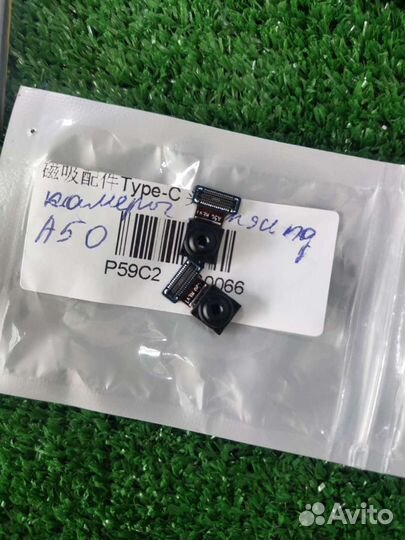 磁吸配件Type-C
камеры
A50
P59C2 0066
Avito